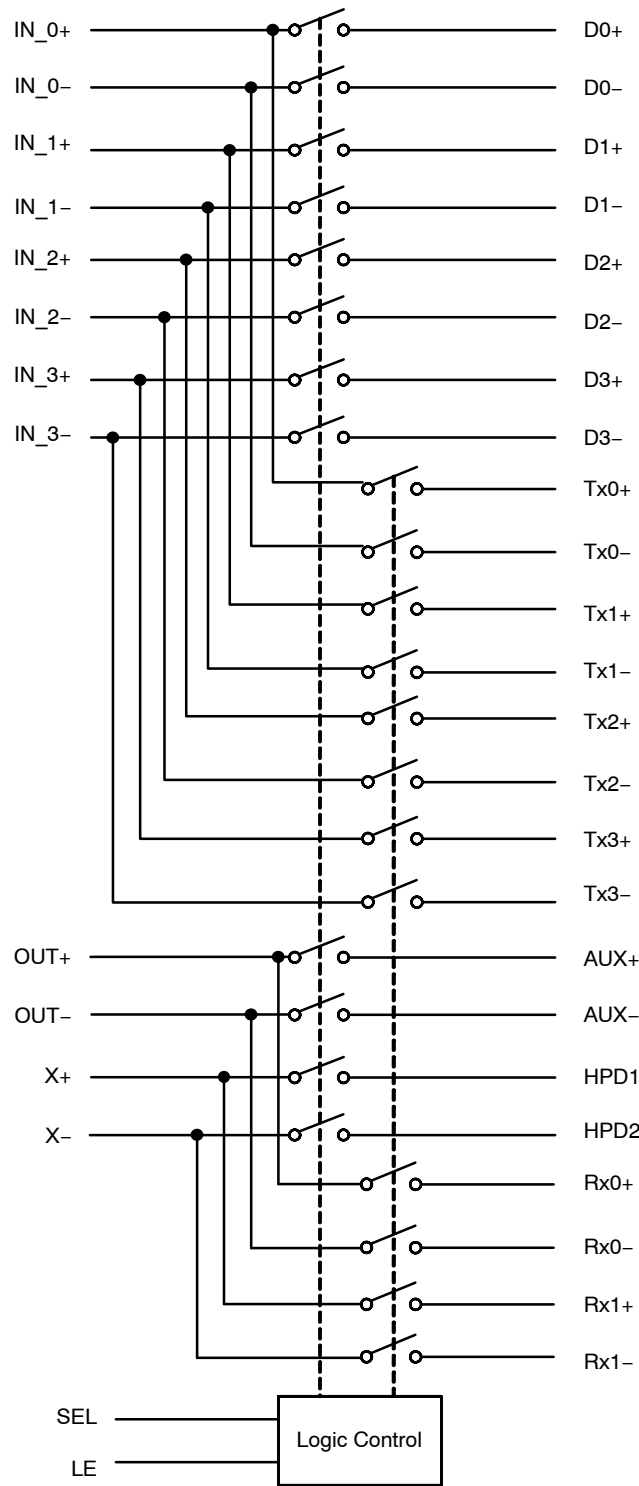 IN_0+ D0+
IN_0− D0−
IN_1+ D1+
IN_1− D1−
IN_2+ D2+
IN_2− D2−
IN_3+ D3+
IN_3− D3−
Tx0+
Tx0−
Tx1+
Tx1−
Tx2+
Tx2−
Tx3+
Tx3−
OUT+ AUX+
OUT− AUX−
X+ HPD1
X− HPD2
Rx0+
Rx0−
Rx1+
Rx1−
SEL
Logic Control
LE